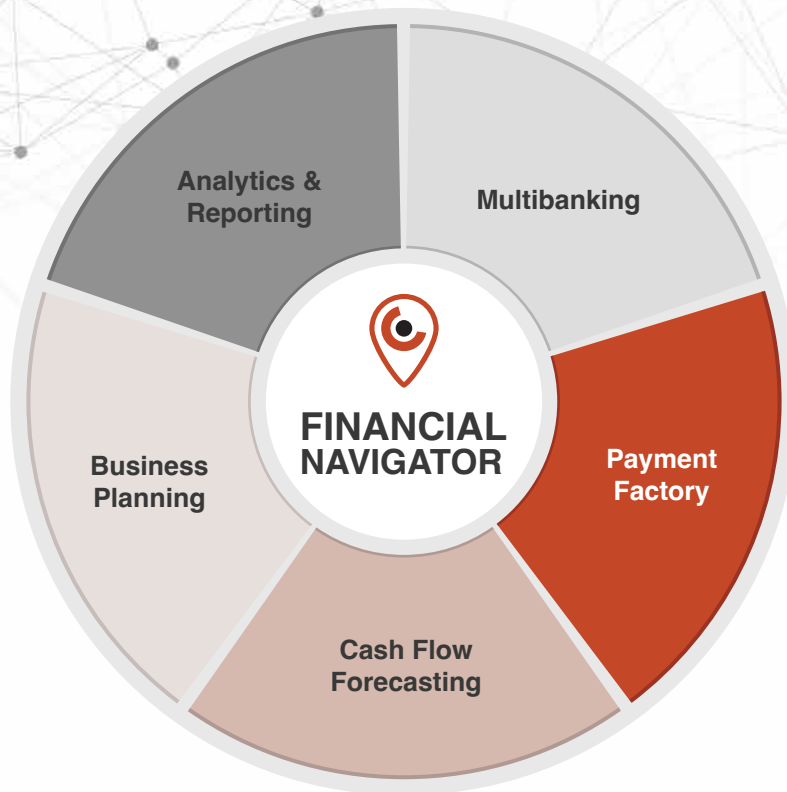 Analytics &
Reporting
Multibanking
FINANCIAL
NAVIGATOR
Business
Planning
Payment
Factory
Cash Flow
Forecasting